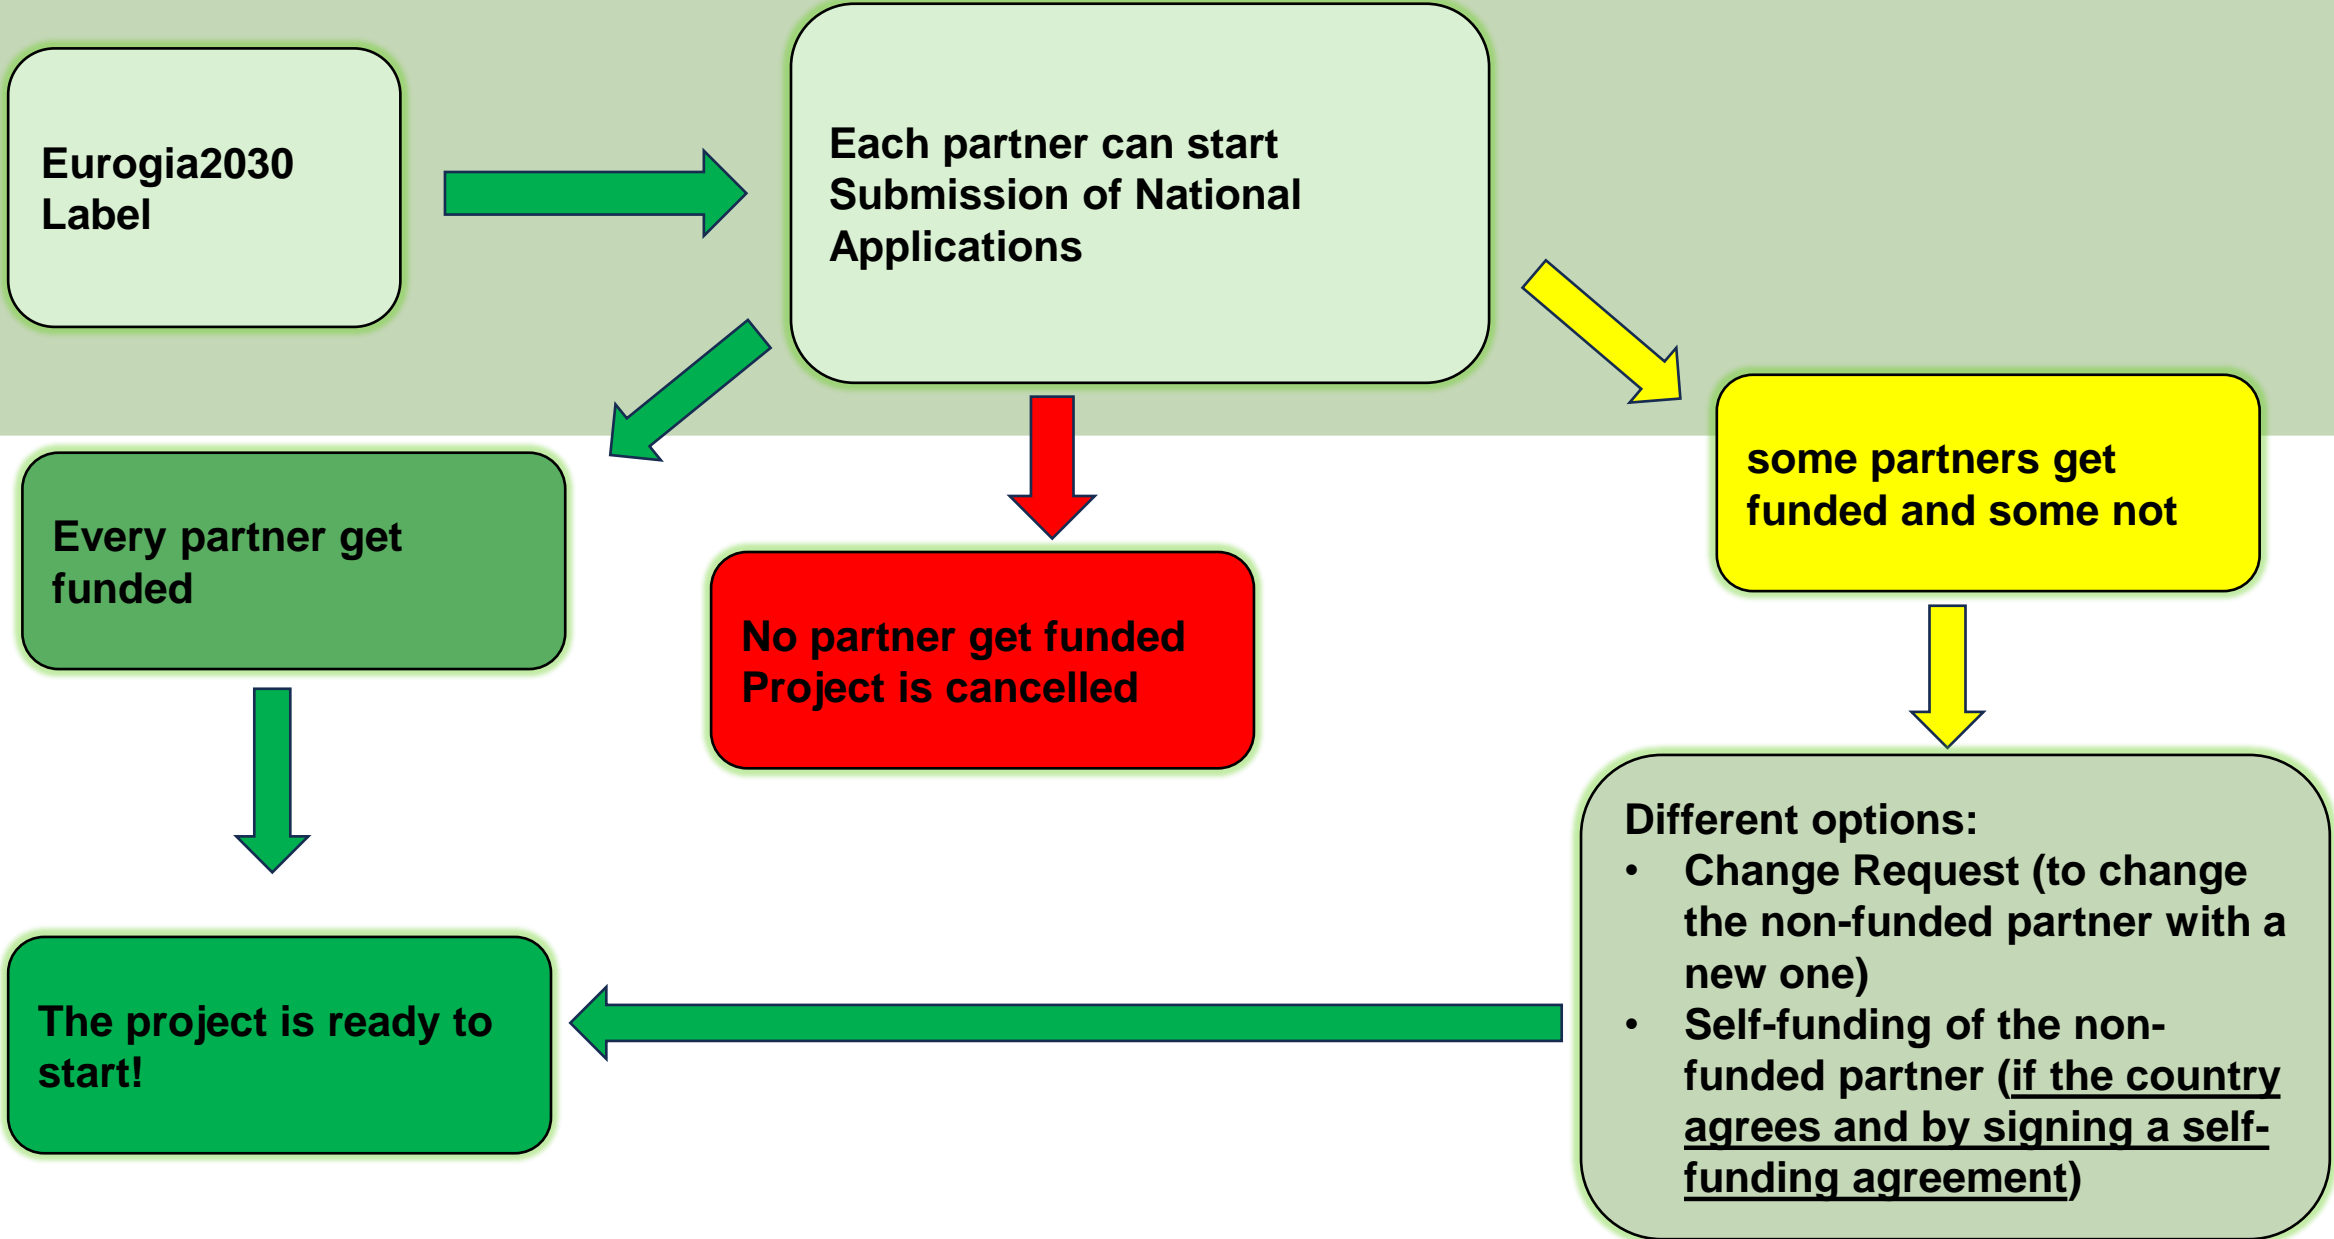 Eurogia2030
Label
Each partner can start
Submission of National
Applications
Every partner get
funded
No partner get funded
Project is cancelled
some partners get
funded and some not
The project is ready to
start!
Different options:
• Change Request (to change
the non-funded partner with a
new one)
• Self-funding of the non-
funded partner (if the country
agrees and by signing a self-
funding agreement)